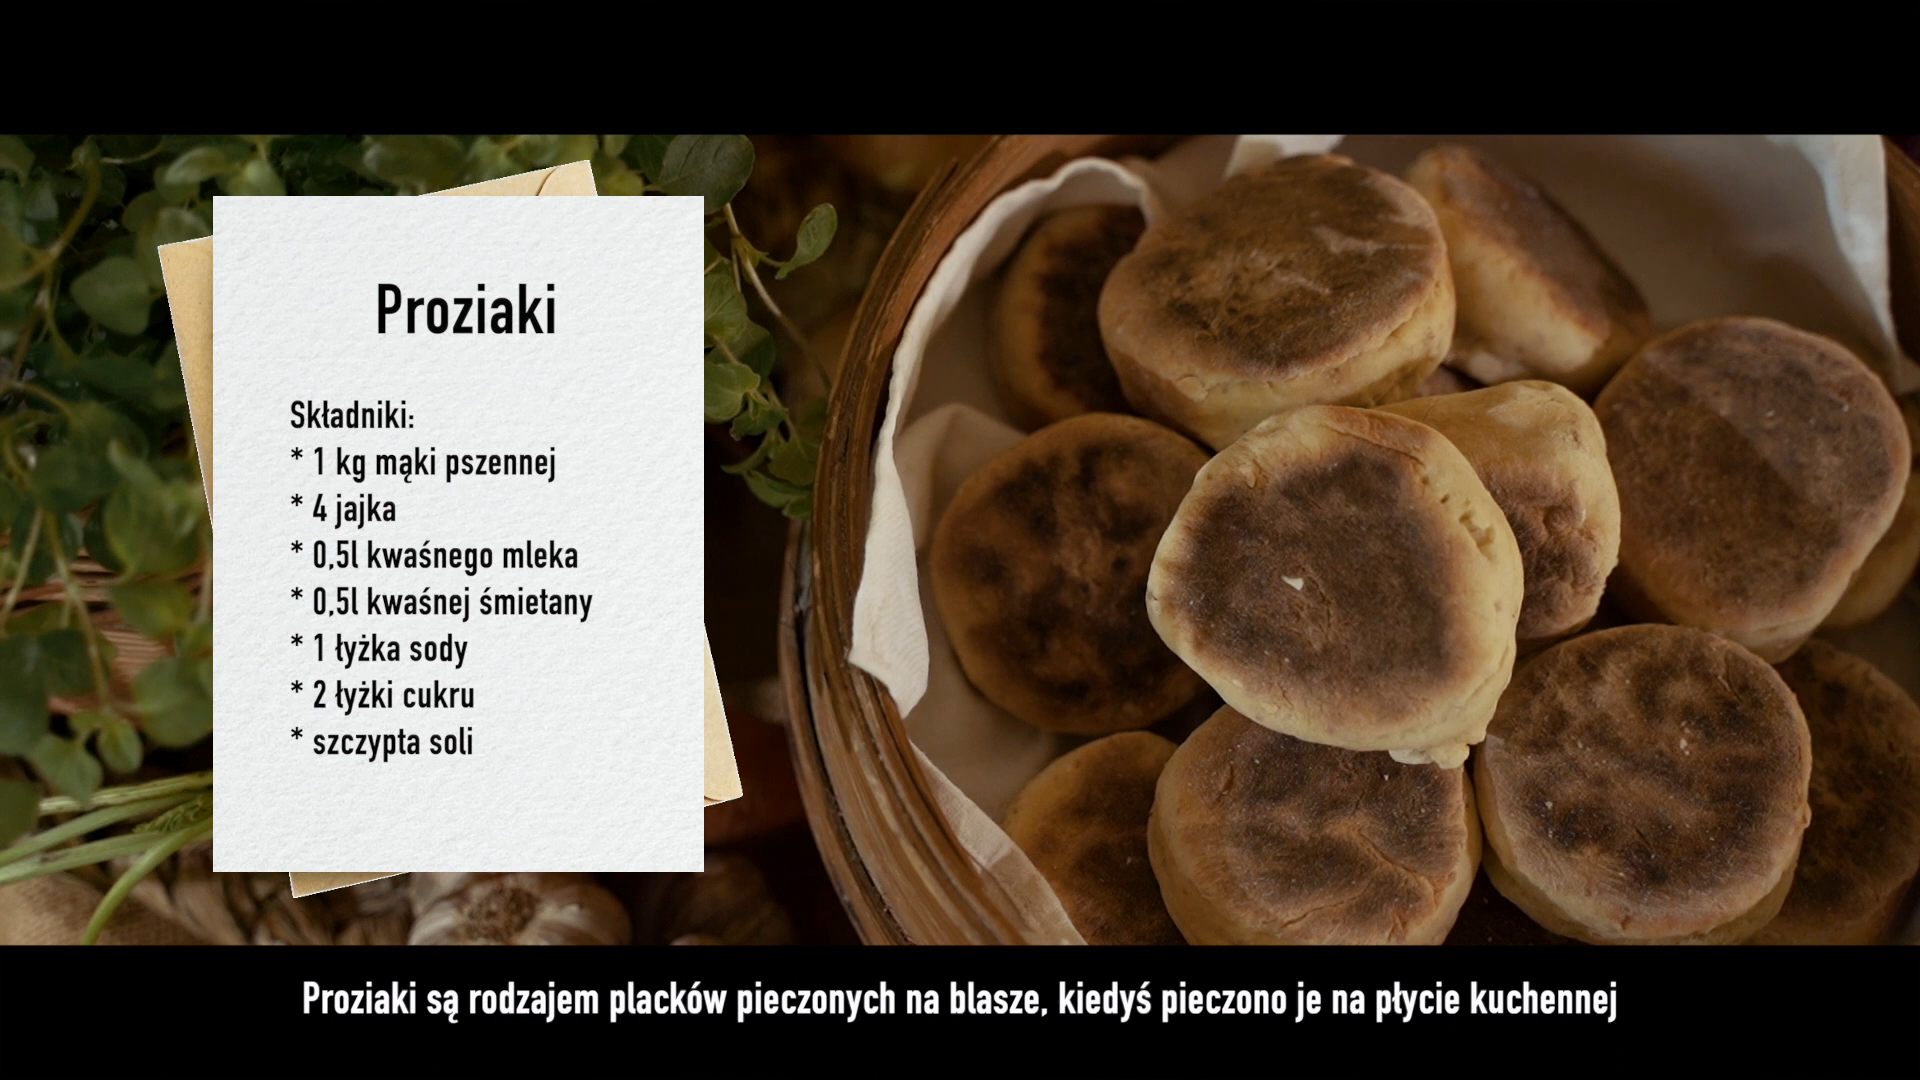 Proziaki
Składniki:
* 1 kg mąki pszennej
* 4 jajka
* 0,5l kwaśnego mleka
* 0,5l kwaśnej śmietany
* 1 łyżka sody
* 2 łyżki cukru
* szczypta soli
Proziaki są rodzajem placków pieczonych na blasze, kiedyś pieczono je na płycie kuchennej